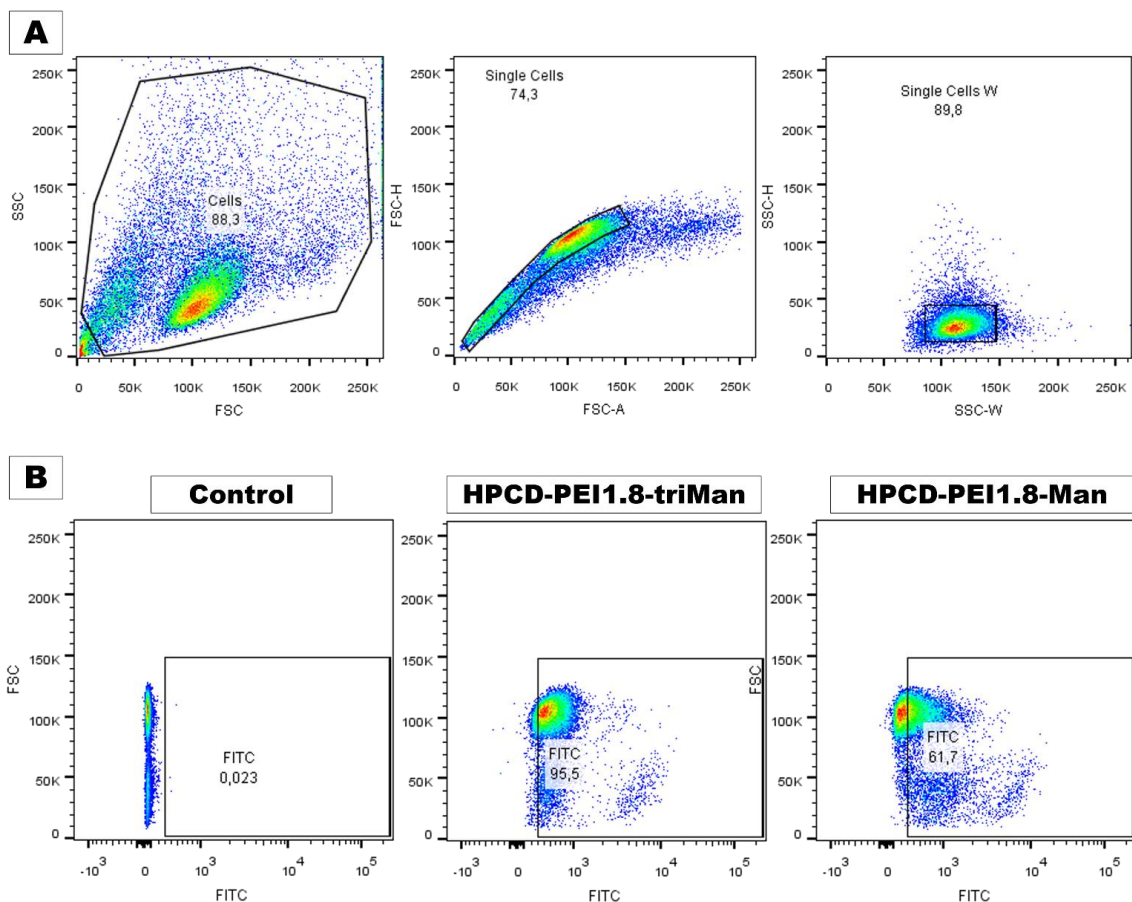 A
250K
200K
150K
100K
50K
0
SSC
Cells
88,3
0 50K 100K 150K 200K 250K
FSC
250K
200K
150K
100K
50K
0
FSC-H
Single Cells
74,3
0 50K 100K 150K 200K 250K
FSC-A
250K
200K
150K
100K
50K
0
SSC-H
Single Cells W
89,8
0 50K 100K 150K 200K 250K
SSC-W
B
Control
250K
200K
150K
100K
50K
0
FSC
FITC
0,023
-10^3 0 10^3 10^4 10^5
FITC
HPCD-PEI1.8-triMan
250K
200K
150K
100K
50K
0
FITC
95,5
-10^3 0 10^3 10^4 10^5
FITC
HPCD-PEI1.8-Man
FSC
250K
200K
150K
100K
50K
0
FITC
61,7
-10^3 0 10^3 10^4 10^5
FITC